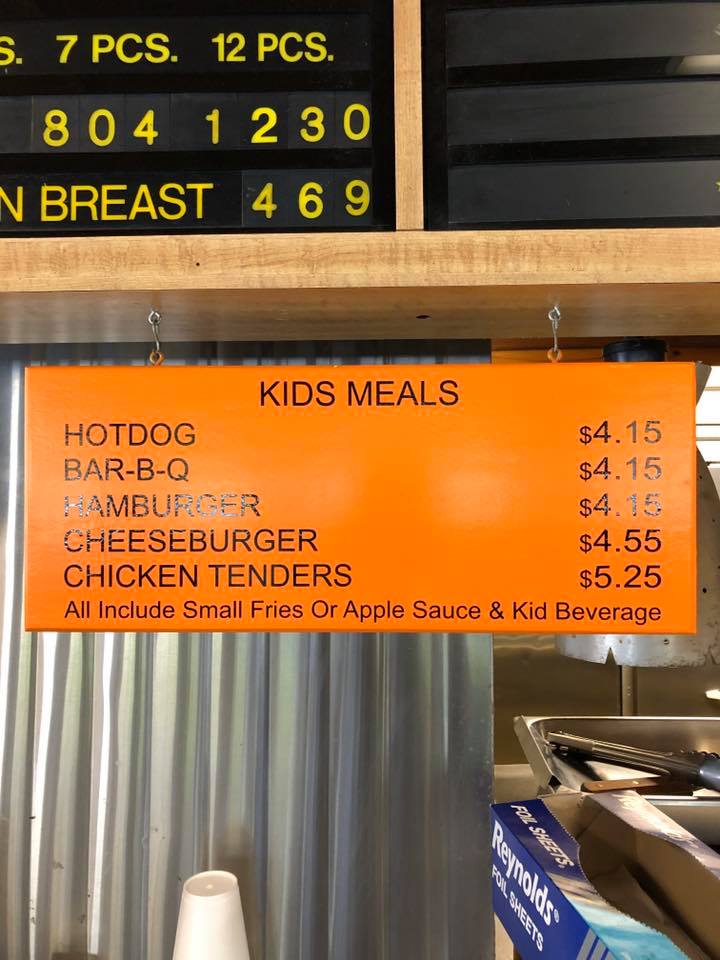 S. 7 PCS. 12 PCS.
804 1230
N BREAST 469
KIDS MEALS
HOTDOG $4.15
BAR-B-Q $4.15
HAMBURGER $4.15
CHEESEBURGER $4.55
CHICKEN TENDERS $5.25
All Include Small Fries Or Apple Sauce & Kid Beverage
FOIL SHEETS
Reynolds®
FOIL SHEETS